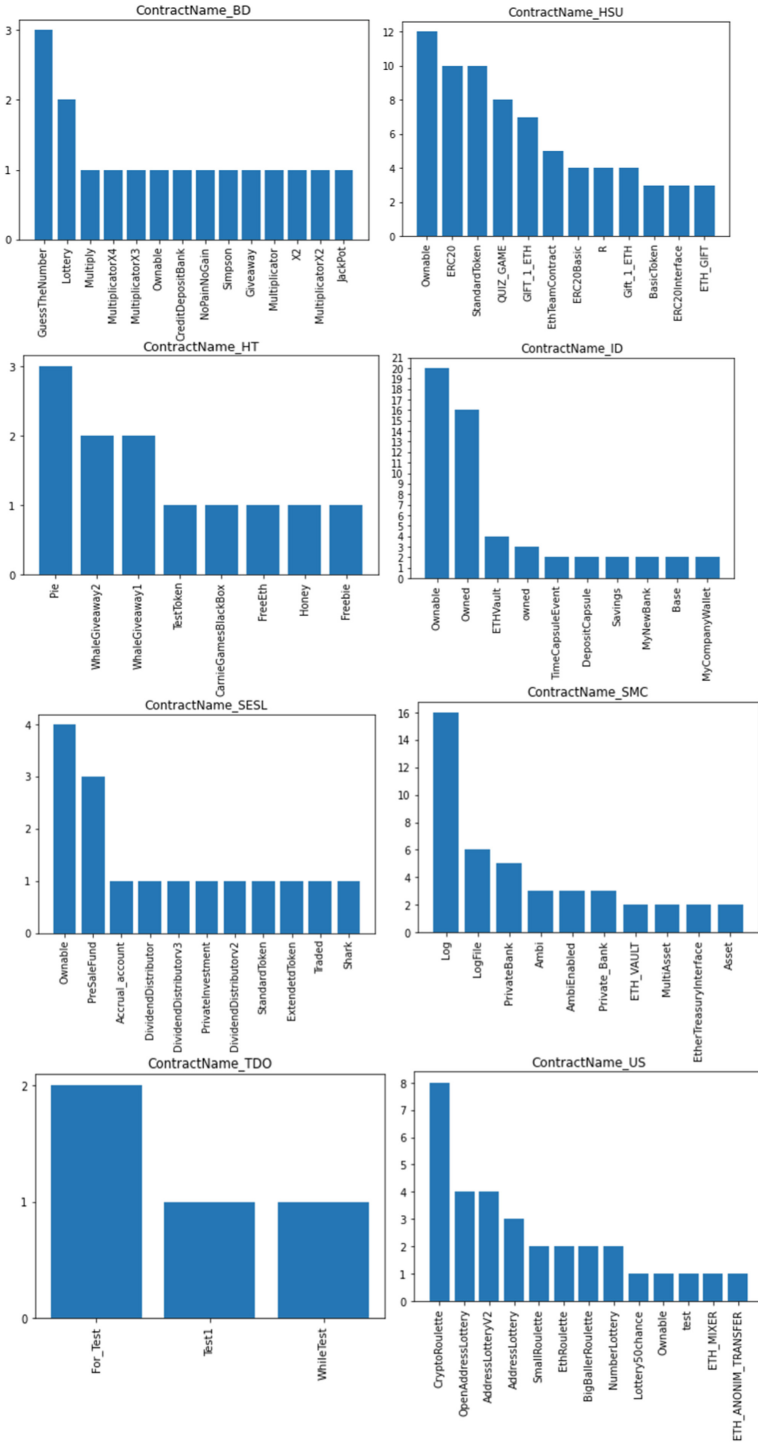 ContractName_BD
3
2
1
0
GuessTheNumber
Lottery
Multiply
MultiplicatorX4
MultiplicatorX3
Ownable
CreditDepositBank
NoPainNoGain
Simpson
Giveaway
Multiplicator
X2
MultiplicatorX2
JackPot
ContractName_HSU
12
10
8
6
4
2
0
Ownable
ERC20
StandardToken
QUIZ_GAME
GIFT_1_ETH
EthTeamContract
ERC20Basic
R
Gift_1_ETH
BasicToken
ERC20Interface
ETH_GIFT
ContractName_HT
3
2
1
0
Pie
WhaleGiveaway2
WhaleGiveaway1
TestToken
CarnieGamesBlackBox
FreeEth
Honey
Freebie
ContractName_ID
21
20
19
18
17
16
15
14
13
12
11
10
9
8
7
6
5
4
3
2
1
0
Ownable
Owned
ETHVault
owned
TimeCapsuleEvent
DepositCapsule
Savings
MyNewBank
Base
MyCompanyWallet
ContractName_SESL
4
3
2
1
0
Ownable
PreSaleFund
Accrual_account
DividendDistributor
DividendDistributorv3
PrivateInvestment
DividendDistributorv2
StandardToken
ExtendetdToken
Traded
Shark
ContractName_SMC
16
14
12
10
8
6
4
2
0
Log
LogFile
PrivateBank
Ambi
AmbiEnabled
Private_Bank
ETH_VAULT
MultiAsset
EtherTreasuryInterface
Asset
ContractName_TDO
2
1
0
For_Test
Test1
WhileTest
ContractName_US
8
7
6
5
4
3
2
1
0
CryptoRoulette
OpenAddressLottery
AddressLotteryV2
AddressLottery
SmallRoulette
EthRoulette
BigBallerRoulette
NumberLottery
Lottery50chance
Ownable
test
ETH_MIXER
ETH_ANONIM_TRANSFER